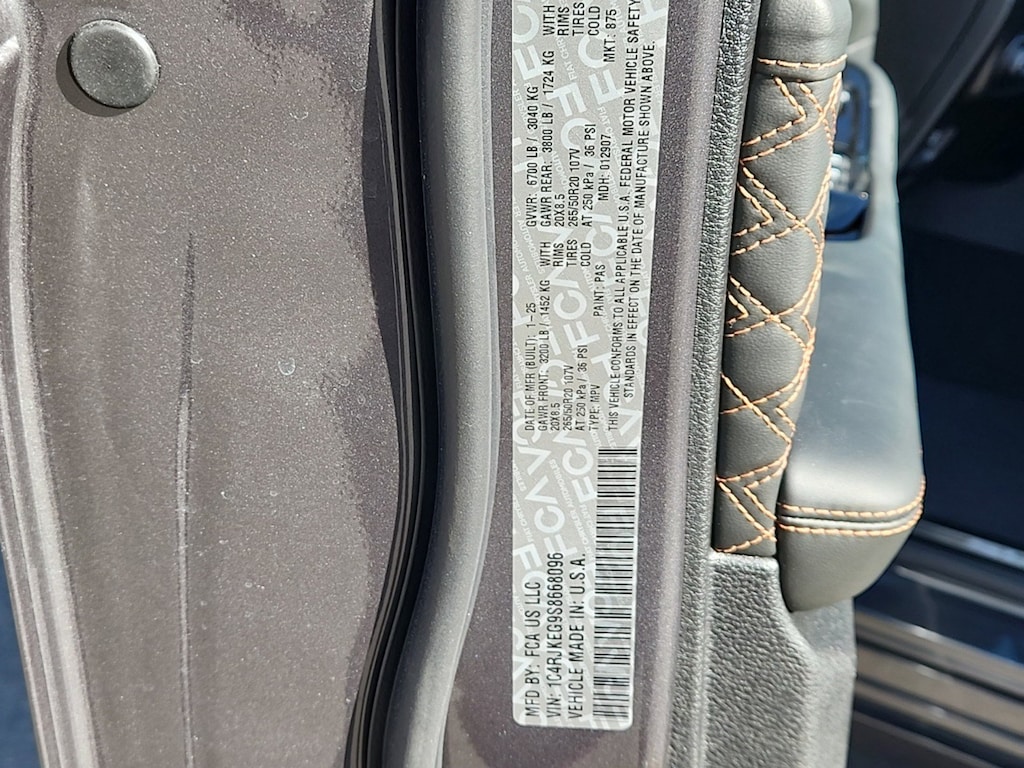 MFD BY: FCA US LLC
VIN: 1C4RJKEG9S8668096
VEHICLE MADE IN: U.S.A.
DATE OF MFR (BUILT): 1-25 GVWR: 6700 LB / 3040 KG
GAWR FRONT: 3200 LB / 1452 KG WITH GAWR REAR: 3800 LB / 1724 KG WITH
20X8.5 RIMS 20X8.5 RIMS
265/50R20 107V TIRES 265/50R20 107V TIRES
AT 250 kPa / 36 PSI COLD AT 250 kPa / 36 PSI COLD
TYPE: MPV PAINT: PAS MDH: 012907 MKT: 875
THIS VEHICLE CONFORMS TO ALL APPLICABLE U.S.A. FEDERAL MOTOR VEHICLE SAFETY
STANDARDS IN EFFECT ON THE DATE OF MANUFACTURE SHOWN ABOVE.